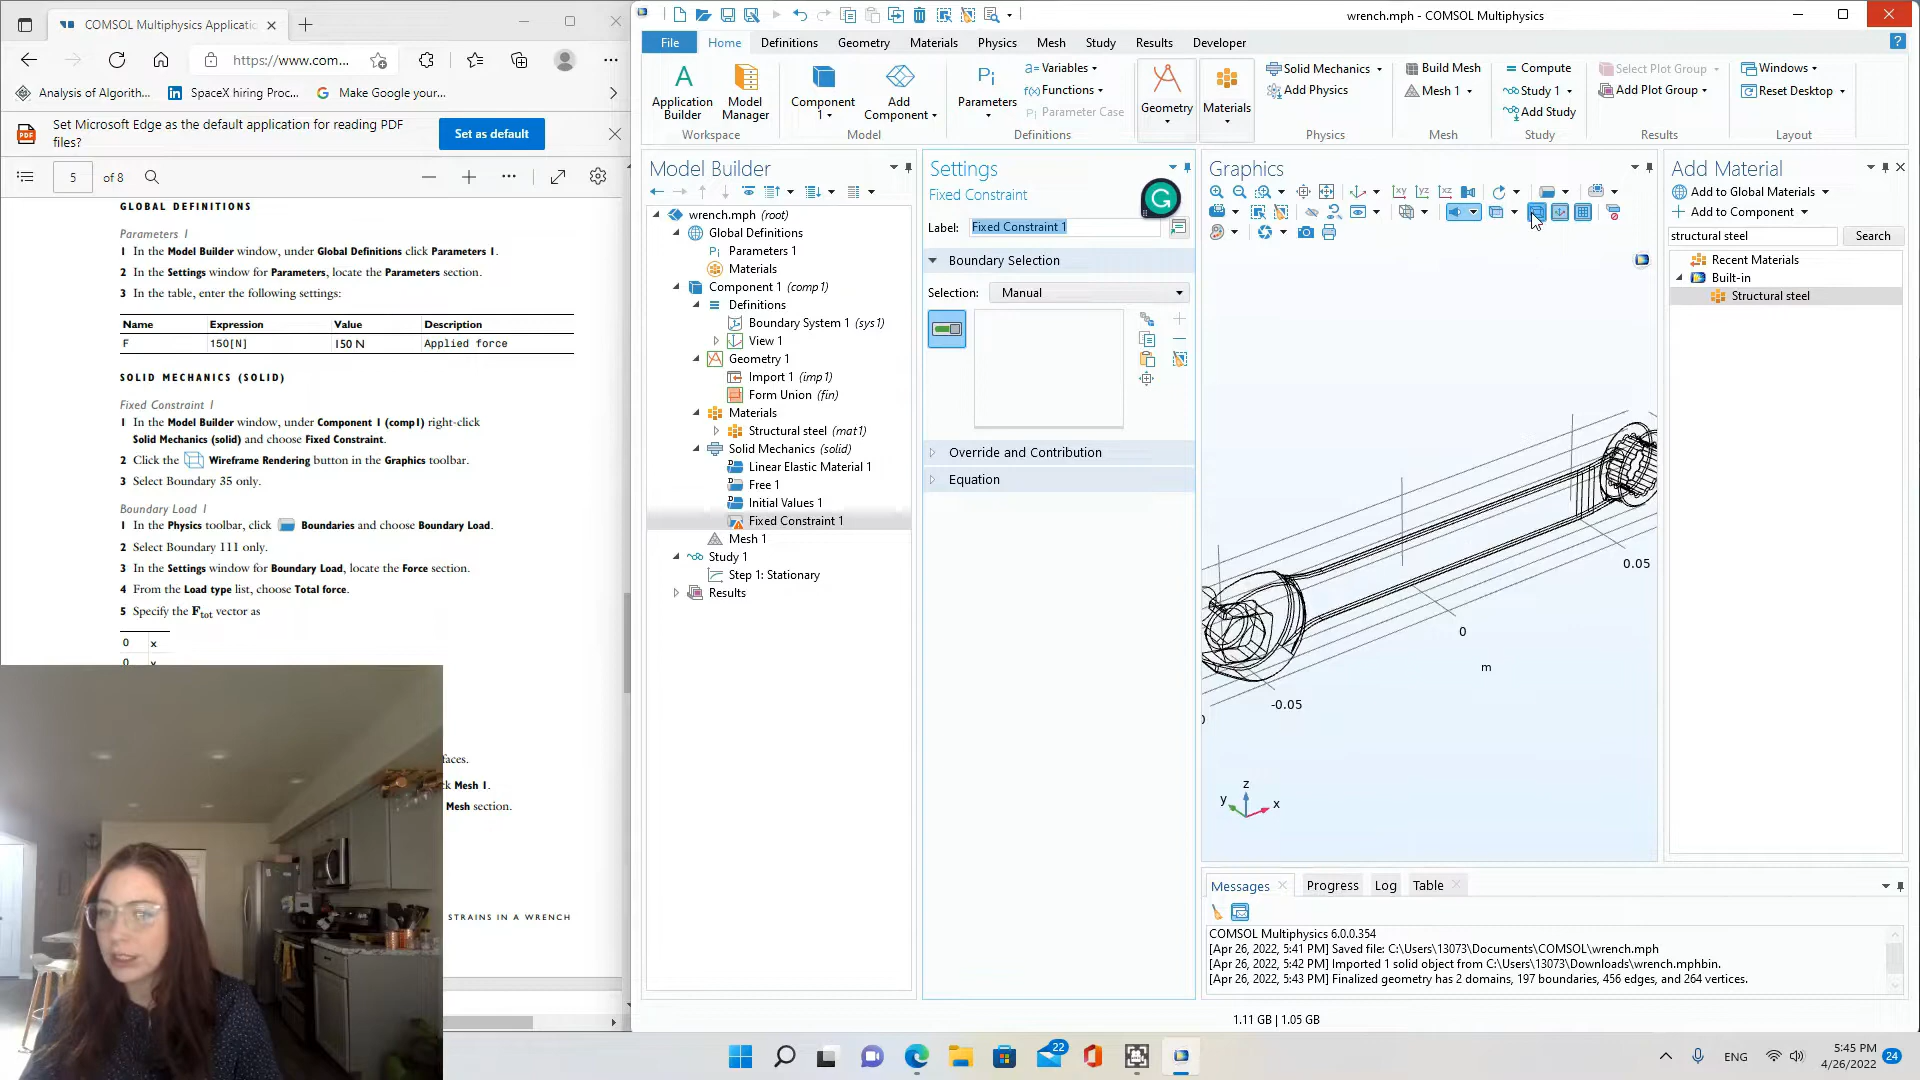 COMSOL Multiphysics Applicatic
https://www.com...
Analysis of Algorith...
SpaceX hiring Proc...
Make Google your...
Set Microsoft Edge as the default application for reading PDF
files?
Set as default
5 of 8
GLOBAL DEFINITIONS
Parameters 1
1 In the Model Builder window, under Global Definitions click Parameters 1.
2 In the Settings window for Parameters, locate the Parameters section.
3 In the table, enter the following settings:
Name Expression Value Description
F 150[N] 150 N Applied force
SOLID MECHANICS (SOLID)
Fixed Constraint 1
1 In the Model Builder window, under Component 1 (comp1) right-click
Solid Mechanics (solid) and choose Fixed Constraint.
2 Click the Wireframe Rendering button in the Graphics toolbar.
3 Select Boundary 35 only.
Boundary Load 1
1 In the Physics toolbar, click Boundaries and choose Boundary Load.
2 Select Boundary 111 only.
3 In the Settings window for Boundary Load, locate the Force section.
4 From the Load type list, choose Total force.
5 Specify the Ftot vector as
0 x
0 y
faces.
k Mesh 1.
Mesh section.
STRAINS IN A WRENCH
wrench.mph - COMSOL Multiphysics
File Home Definitions Geometry Materials Physics Mesh Study Results Developer
Application
Builder
Model
Manager
Workspace
Component
1
Add
Component
Model
Parameters
a= Variables
f(x) Functions
Parameter Case
Definitions
Geometry
Materials
Solid Mechanics
Add Physics
Physics
Build Mesh
Mesh 1
Mesh
= Compute
Study 1
Add Study
Study
Select Plot Group
Add Plot Group
Results
Windows
Reset Desktop
Layout
Model Builder
wrench.mph (root)
Global Definitions
Pi Parameters 1
Materials
Component 1 (comp1)
Definitions
Boundary System 1 (sys1)
View 1
Geometry 1
Import 1 (imp1)
Form Union (fin)
Materials
Structural steel (mat1)
Solid Mechanics (solid)
Linear Elastic Material 1
Free 1
Initial Values 1
Fixed Constraint 1
Mesh 1
Study 1
Step 1: Stationary
Results
Settings
Fixed Constraint
Label: Fixed Constraint 1
Boundary Selection
Selection: Manual
Override and Contribution
Equation
Graphics
0.05
0
m
-0.05
0
z
y x
Add Material
Add to Global Materials
Add to Component
structural steel Search
Recent Materials
Built-in
Structural steel
Messages Progress Log Table
COMSOL Multiphysics 6.0.0.354
[Apr 26, 2022, 5:41 PM] Saved file: C:\Users\13073\Documents\COMSOL\wrench.mph
[Apr 26, 2022, 5:42 PM] Imported 1 solid object from C:\Users\13073\Downloads\wrench.mphbin.
[Apr 26, 2022, 5:43 PM] Finalized geometry has 2 domains, 197 boundaries, 456 edges, and 264 vertices.
1.11 GB | 1.05 GB
22
ENG
5:45 PM
4/26/2022
24